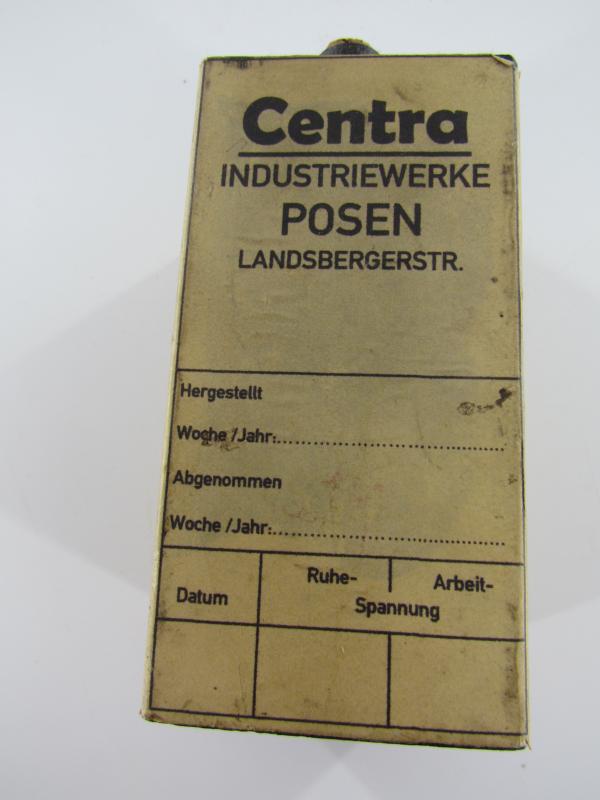 Centra
INDUSTRIEWERKE
POSEN
LANDSBERGERSTR.
Hergestellt
Woche /Jahr:................................................
Abgenommen
Woche /Jahr:................................................
Datum
Ruhe- Arbeit-
Spannung